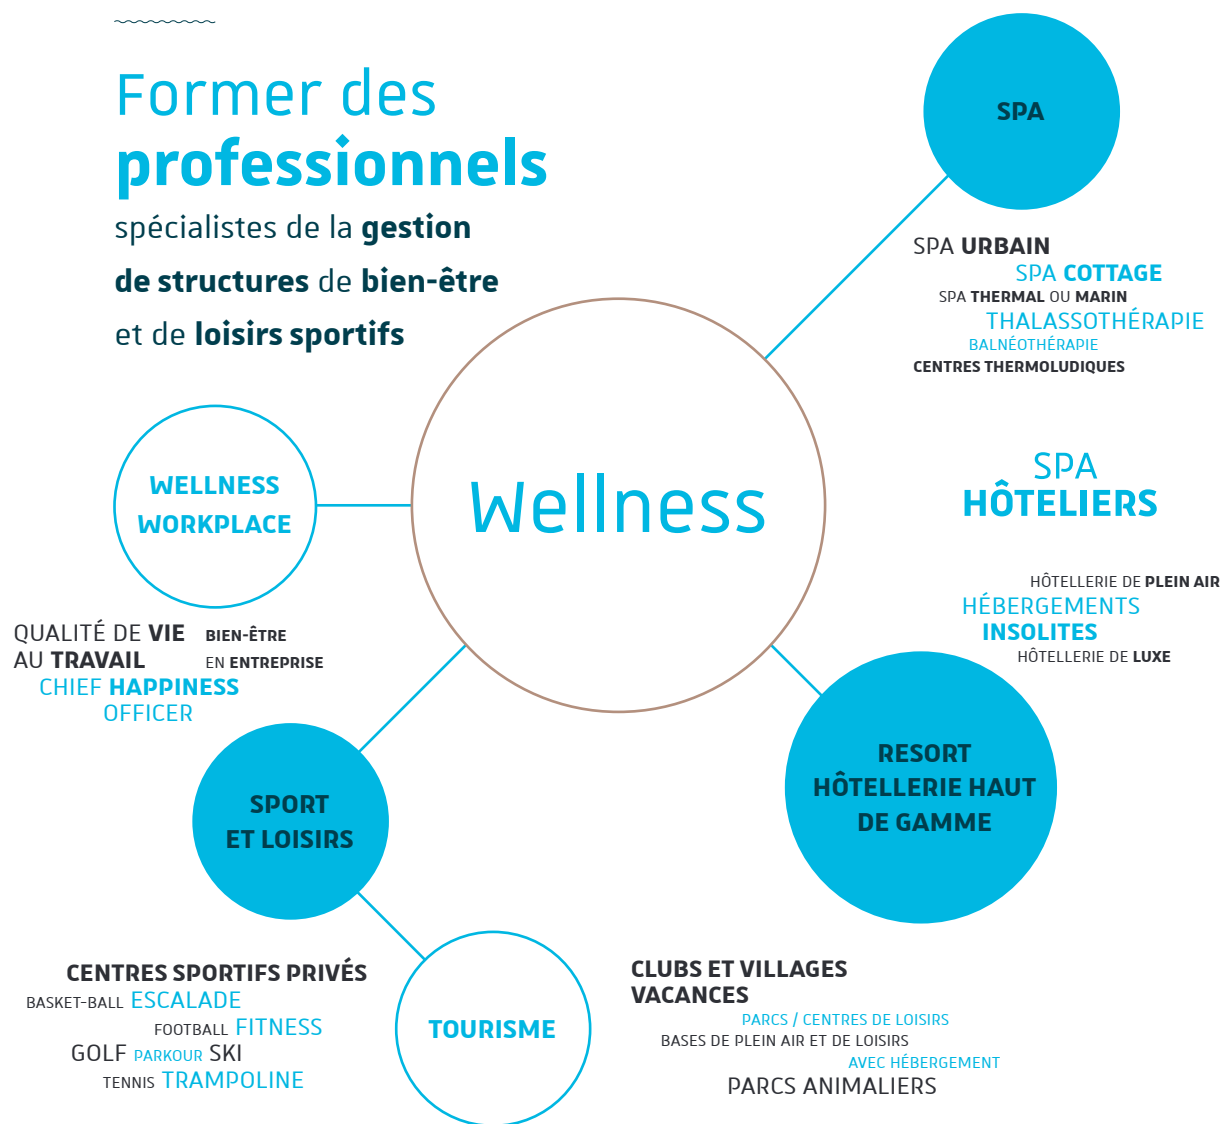 Former des
professionnels
spécialistes de la gestion
de structures de bien-être
et de loisirs sportifs
SPA
SPA URBAIN
SPA COTTAGE
SPA THERMAL OU MARIN
THALASSOTHÉRAPIE
BALNÉOTHÉRAPIE
CENTRES THERMOLUDIQUES
Wellness
WELLNESS
WORKPLACE
QUALITÉ DE VIE
AU TRAVAIL
BIEN-ÊTRE
EN ENTREPRISE
CHIEF HAPPINESS
OFFICER
SPA
HÔTELIERS
HÔTELLERIE DE PLEIN AIR
HÉBERGEMENTS
INSOLITES
HÔTELLERIE DE LUXE
RESORT
HÔTELLERIE HAUT
DE GAMME
SPORT
ET LOISIRS
CENTRES SPORTIFS PRIVÉS
BASKET-BALL ESCALADE
FOOTBALL FITNESS
GOLF PARKOUR SKI
TENNIS TRAMPOLINE
TOURISME
CLUBS ET VILLAGES
VACANCES
PARCS / CENTRES DE LOISIRS
BASES DE PLEIN AIR ET DE LOISIRS
AVEC HÉBERGEMENT
PARCS ANIMALIERS